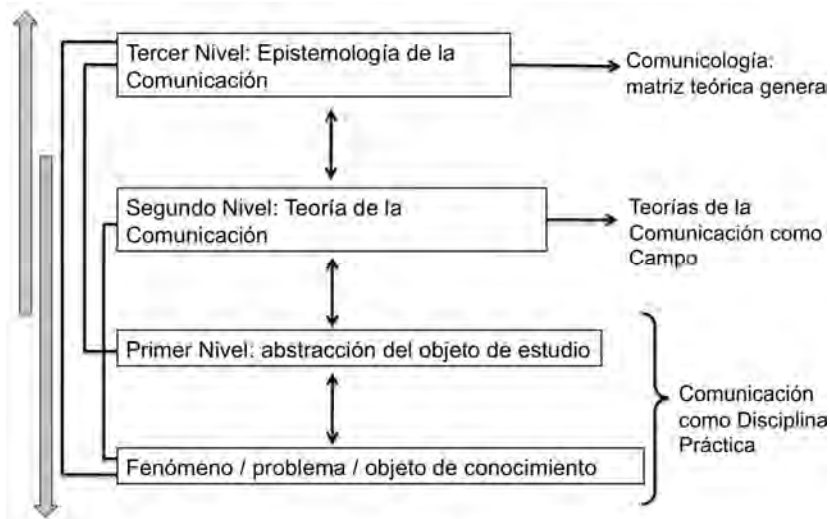 Tercer Nivel: Epistemología de la
Comunicación
Comunicología:
matriz teórica genera
Segundo Nivel: Teoría de la
Comunicación
Teorías de la
Comunicación como
Campo
Primer Nivel: abstracción del objeto de estudio
Comunicación
como Disciplina
Práctica
Fenómeno / problema / objeto de conocimiento